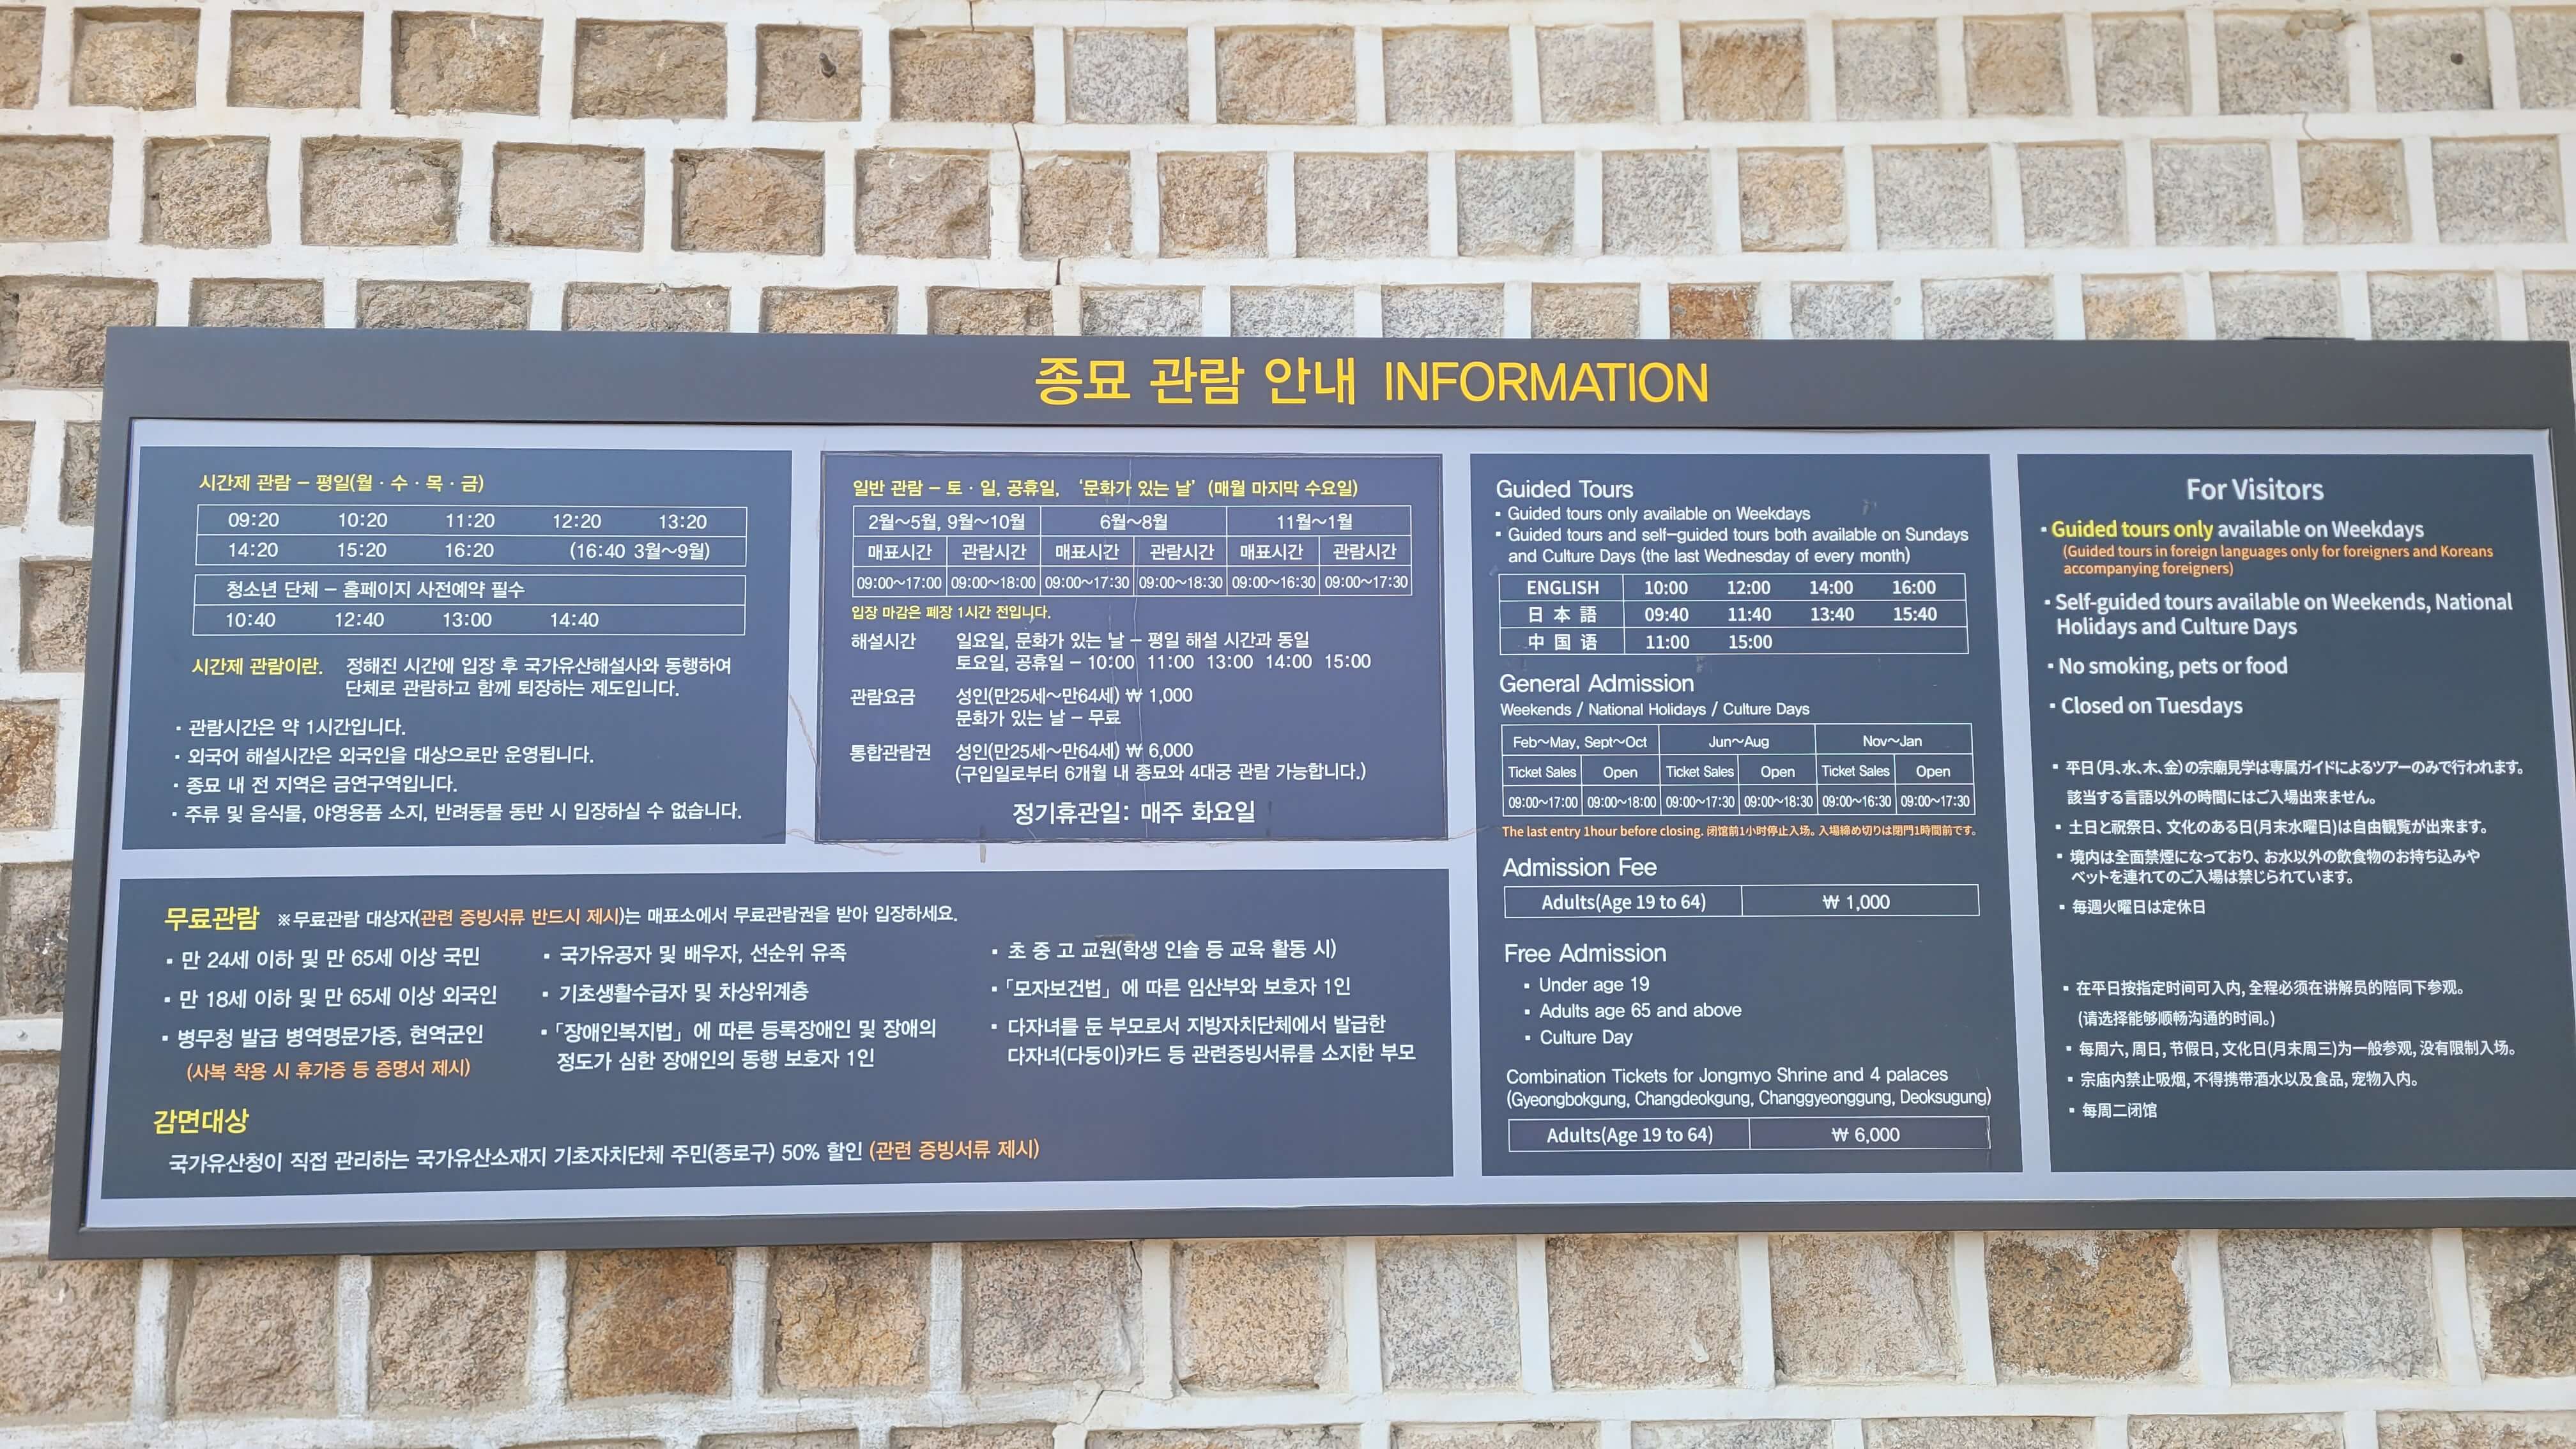 종묘 관람 안내 INFORMATION
시간제 관람 – 평일(월 · 수 · 목 · 금)
09:20 10:20 11:20 12:20 13:20
14:20 15:20 16:20 (16:40 3월~9월)
청소년 단체 – 홈페이지 사전예약 필수
10:40 12:40 13:00 14:40
시간제 관람이란. 정해진 시간에 입장 후 국가유산해설사와 동행하여
단체로 관람하고 함께 퇴장하는 제도입니다.
▪ 관람시간은 약 1시간입니다.
▪ 외국어 해설시간은 외국인을 대상으로만 운영됩니다.
▪ 종묘 내 전 지역은 금연구역입니다.
▪ 주류 및 음식물, 야영용품 소지, 반려동물 동반 시 입장하실 수 없습니다.
일반 관람 – 토 · 일, 공휴일, ‘문화가 있는 날’ (매월 마지막 수요일)
2월~5월, 9월~10월 6월~8월 11월~1월
매표시간 관람시간 매표시간 관람시간 매표시간 관람시간
09:00~17:00 09:00~18:00 09:00~17:30 09:00~18:30 09:00~16:30 09:00~17:30
입장 마감은 폐장 1시간 전입니다.
해설시간 일요일, 문화가 있는 날 – 평일 해설 시간과 동일
토요일, 공휴일 – 10:00 11:00 13:00 14:00 15:00
관람요금 성인(만25세~만64세) ₩ 1,000
문화가 있는 날 – 무료
통합관람권 성인(만25세~만64세) ₩ 6,000
(구입일로부터 6개월 내 종묘와 4대궁 관람 가능합니다.)
정기휴관일: 매주 화요일
무료관람 ※무료관람 대상자(관련 증빙서류 반드시 제시)는 매표소에서 무료관람권을 받아 입장하세요.
▪ 만 24세 이하 및 만 65세 이상 국민
▪ 만 18세 이하 및 만 65세 이상 외국인
▪ 병무청 발급 병역명문가증, 현역군인
(사복 착용 시 휴가증 등 증명서 제시)
▪ 국가유공자 및 배우자, 선순위 유족
▪ 기초생활수급자 및 차상위계층
▪ 「장애인복지법」에 따른 등록장애인 및 장애의
정도가 심한 장애인의 동행 보호자 1인
▪ 초 중 고 교원(학생 인솔 등 교육 활동 시)
▪ 「모자보건법」에 따른 임산부와 보호자 1인
▪ 다자녀를 둔 부모로서 지방자치단체에서 발급한
다자녀(다둥이)카드 등 관련증빙서류를 소지한 부모
감면대상
국가유산청이 직접 관리하는 국가유산소재지 기초자치단체 주민(종로구) 50% 할인 (관련 증빙서류 제시)
Guided Tours
▪ Guided tours only available on Weekdays
▪ Guided tours and self-guided tours both available on Sundays
and Culture Days (the last Wednesday of every month)
ENGLISH 10:00 12:00 14:00 16:00
日 本 語 09:40 11:40 13:40 15:40
中 国 语 11:00 15:00
General Admission
Weekends / National Holidays / Culture Days
Feb~May, Sept~Oct Jun~Aug Nov~Jan
Ticket Sales Open Ticket Sales Open Ticket Sales Open
09:00~17:00 09:00~18:00 09:00~17:30 09:00~18:30 09:00~16:30 09:00~17:30
The last entry 1hour before closing. 闭馆前1小时停止入场。入場締め切りは閉門1時間前です。
Admission Fee
Adults(Age 19 to 64) ₩ 1,000
Free Admission
▪ Under age 19
▪ Adults age 65 and above
▪ Culture Day
Combination Tickets for Jongmyo Shrine and 4 palaces
(Gyeongbokgung, Changdeokgung, Changgyeonggung, Deoksugung)
Adults(Age 19 to 64) ₩ 6,000
For Visitors
▪ Guided tours only available on Weekdays
(Guided tours in foreign languages only for foreigners and Koreans
accompanying foreigners)
▪ Self-guided tours available on Weekends, National
Holidays and Culture Days
▪ No smoking, pets or food
▪ Closed on Tuesdays
▪ 平日(月、水、木、金)の宗廟見学は専属ガイドによるツアーのみで行われます。
該当する言語以外の時間にはご入場出来ません。
▪ 土日と祝祭日、文化のある日(月末水曜日)は自由観覧が出来ます。
▪ 境内は全面禁煙になっており、お水以外の飲食物のお持ち込みや
ペットを連れてのご入場は禁じられています。
▪ 毎週火曜日は定休日
▪ 在平日按指定时间可入内, 全程必须在讲解员的陪同下参观。
(请选择能够顺畅沟通的时间。)
▪ 每周六, 周日, 节假日, 文化日(月末周三)为一般参观, 没有限制入场。
▪ 宗庙内禁止吸烟, 不得携带酒水以及食品, 宠物入内。
▪ 每周二闭馆